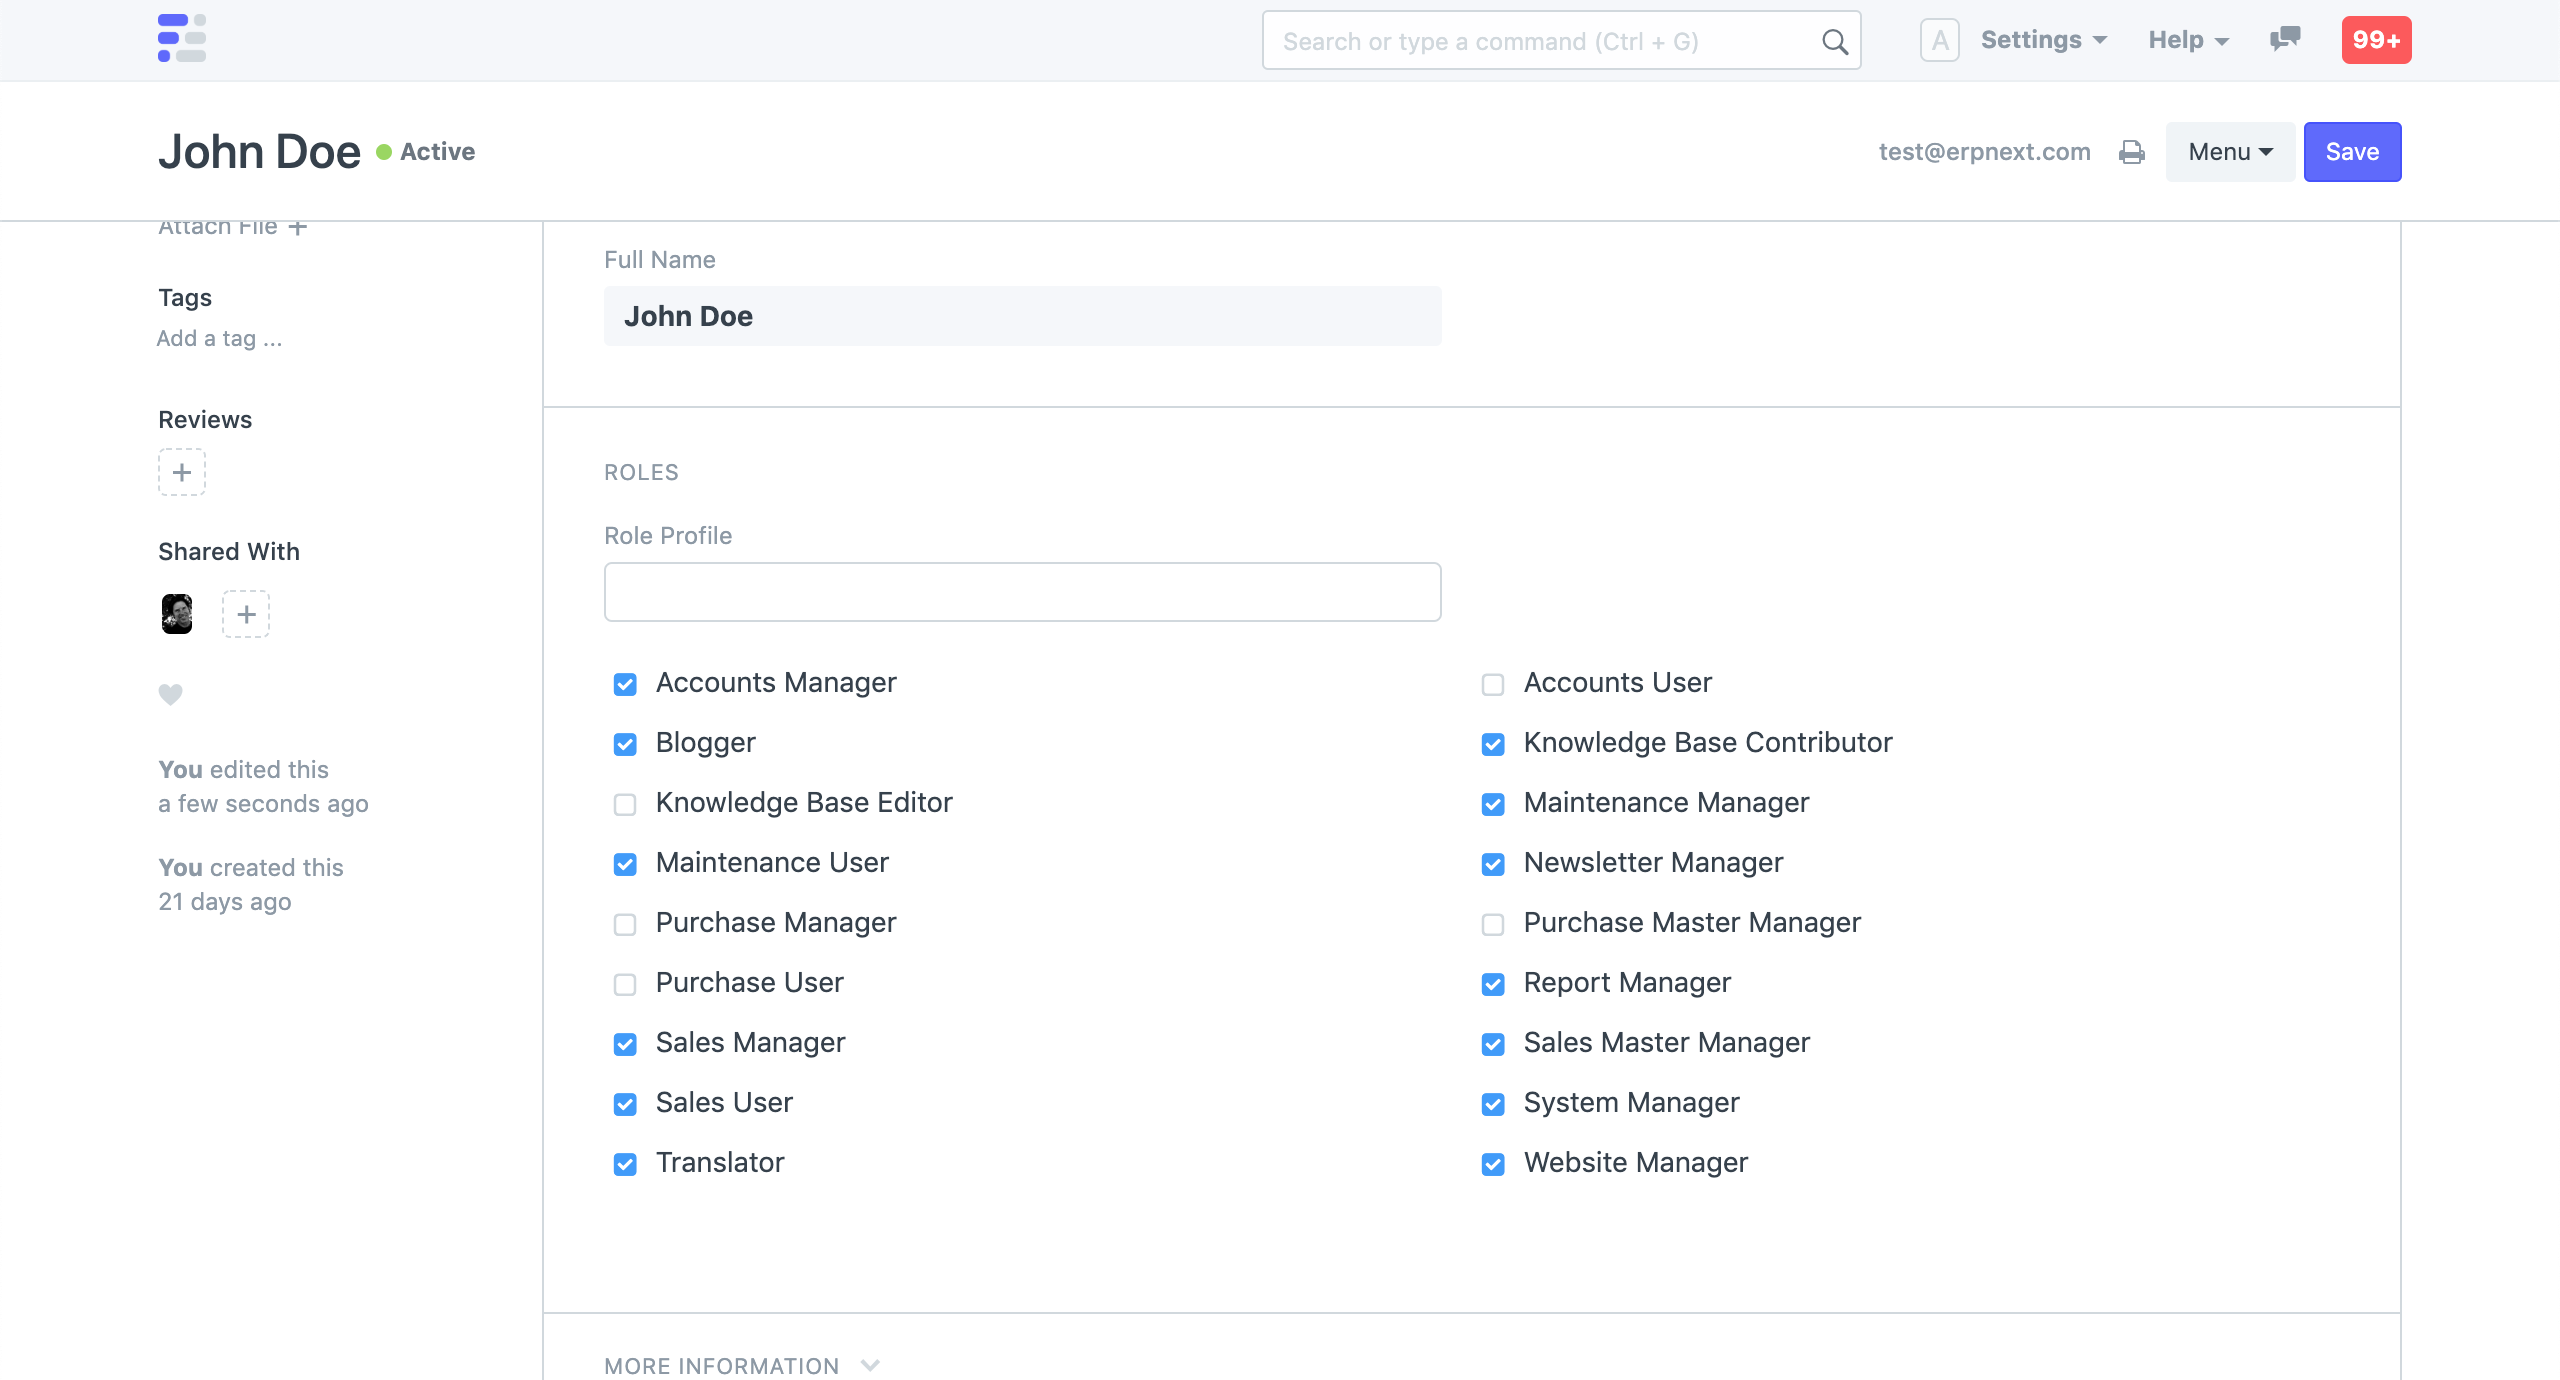 Search or type a command (Ctrl + G)
A
Settings
Help
99+
John Doe
Active
test@erpnext.com
Menu
Save
Attach File +
Tags
Add a tag ...
Reviews
+
Shared With
+
You edited this
a few seconds ago
You created this
21 days ago
Full Name
John Doe
ROLES
Role Profile
Accounts Manager
Accounts User
Blogger
Knowledge Base Contributor
Knowledge Base Editor
Maintenance Manager
Maintenance User
Newsletter Manager
Purchase Manager
Purchase Master Manager
Purchase User
Report Manager
Sales Manager
Sales Master Manager
Sales User
System Manager
Translator
Website Manager
MORE INFORMATION